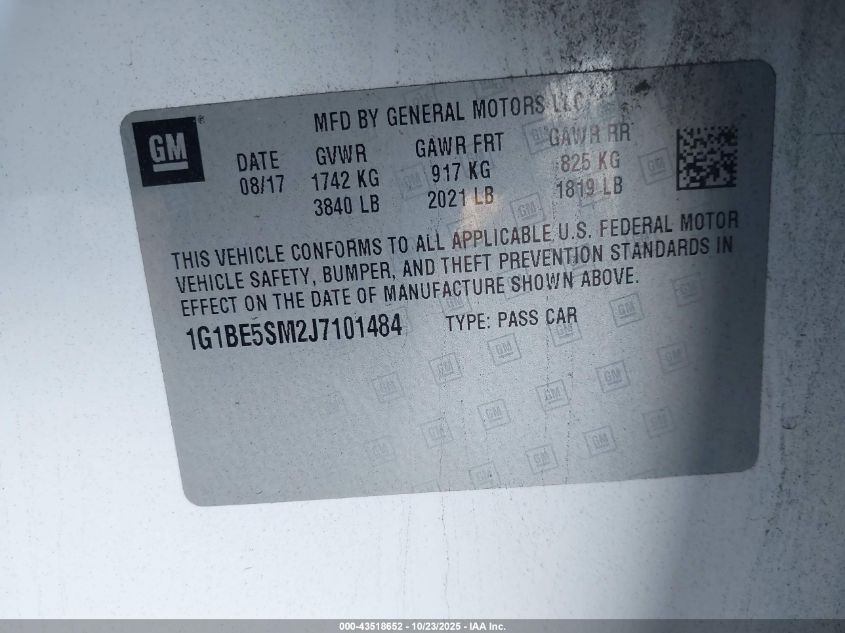 GM ®
MFD BY GENERAL MOTORS LLC
DATE GVWR GAWR FRT GAWR RR
08/17 1742 KG 917 KG 825 KG
3840 LB 2021 LB 1819 LB
THIS VEHICLE CONFORMS TO ALL APPLICABLE U.S. FEDERAL MOTOR
VEHICLE SAFETY, BUMPER, AND THEFT PREVENTION STANDARDS IN
EFFECT ON THE DATE OF MANUFACTURE SHOWN ABOVE.
1G1BE5SM2J7101484 TYPE: PASS CAR
000-43518652 - 10/23/2025 - IAA Inc.